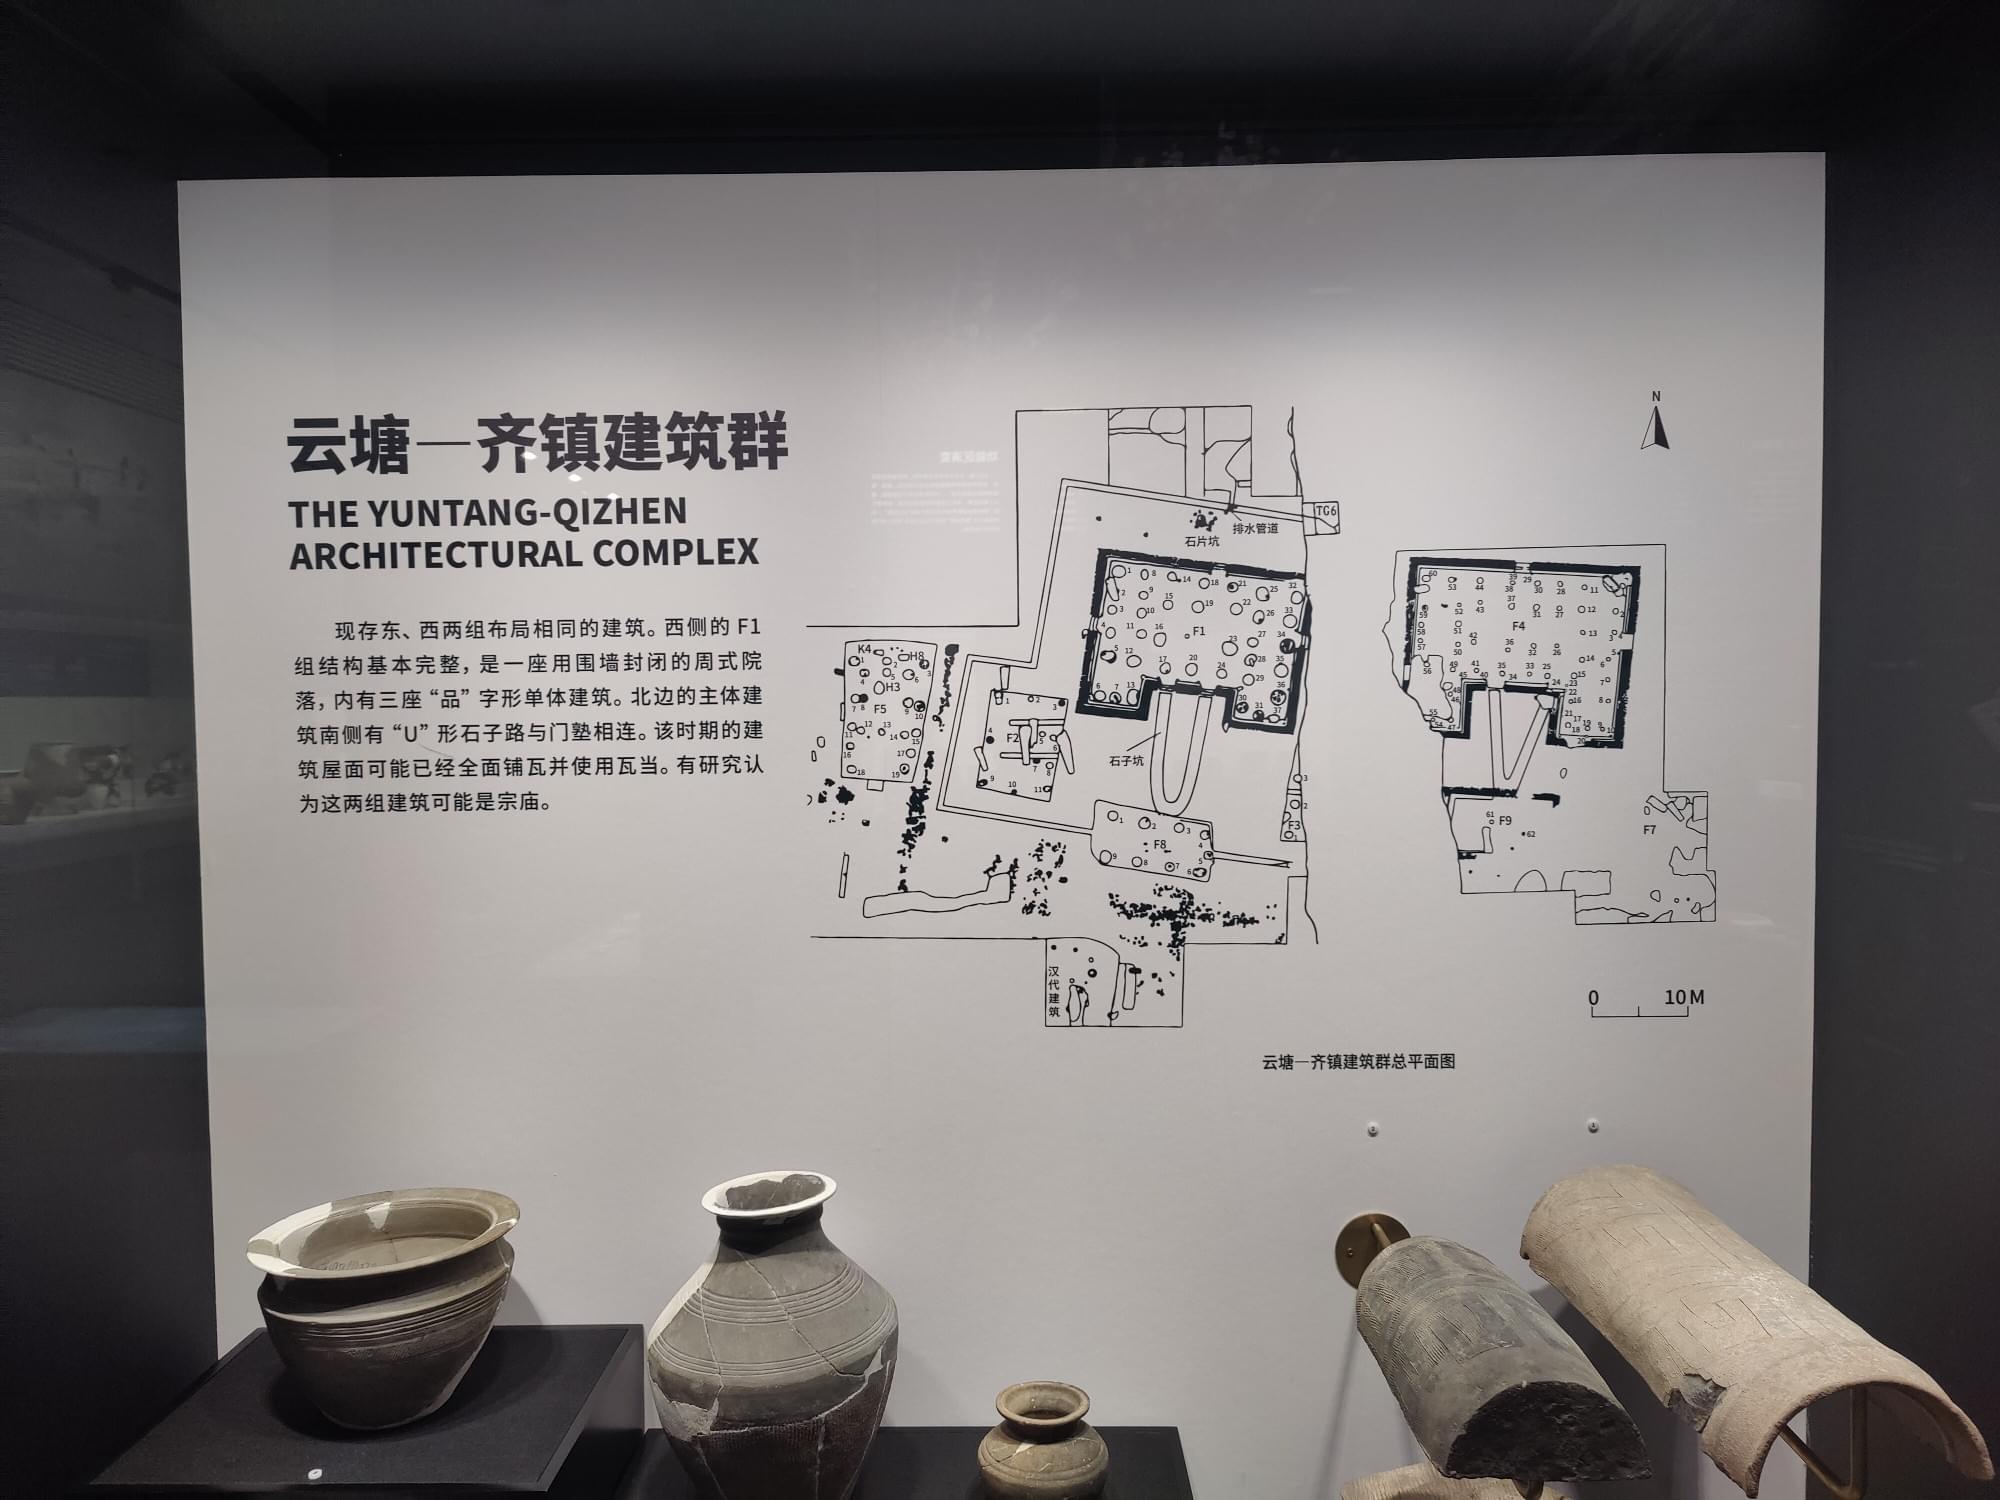 云塘—齐镇建筑群
THE YUNTANG-QIZHEN
ARCHITECTURAL COMPLEX
现存东、西两组布局相同的建筑。西侧的 F1
组结构基本完整,是一座用围墙封闭的周式院
落,内有三座“品”字形单体建筑。北边的主体建
筑南侧有“U”形石子路与门塾相连。该时期的建
筑屋面可能已经全面铺瓦并使用瓦当。有研究认
为这两组建筑可能是宗庙。
N
TG6
排水管道
石片坑
F1
K4
H8
H3
F5
F2
石子坑
F8
F3
汉代建筑
F4
F9
F7
0 10M
云塘—齐镇建筑群总平面图